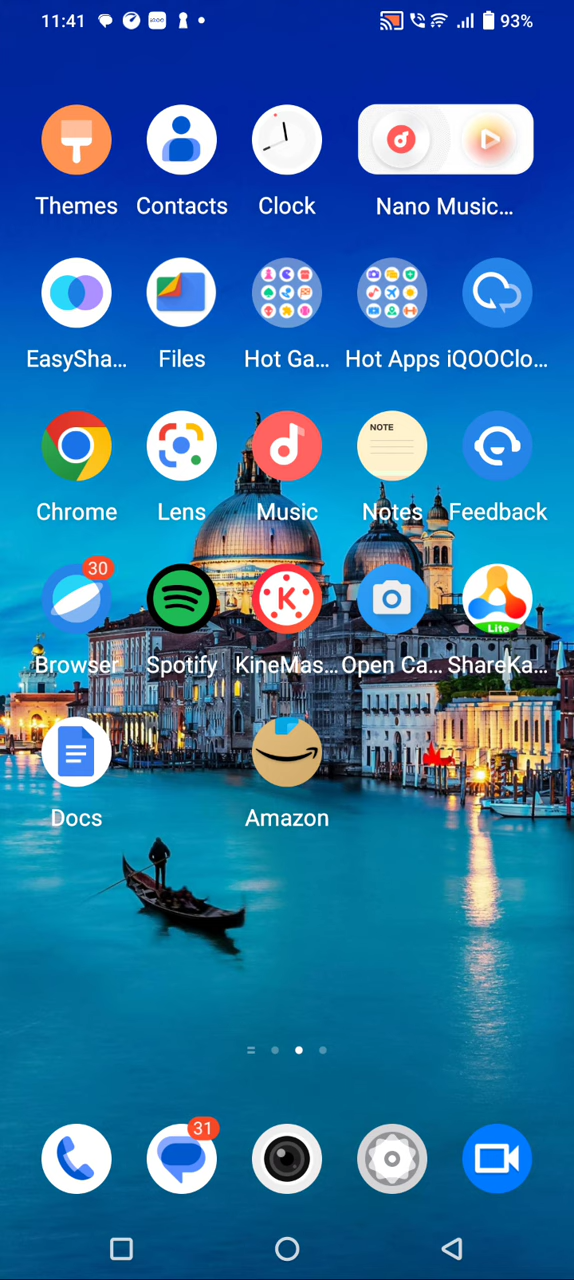 11:41
93%
Themes
Contacts
Clock
Nano Music...
EasySha...
Files
Hot Ga...
Hot Apps
iQOOClo...
NOTE
Chrome
Lens
Music
Notes
Feedback
30
Lite
Browser
Spotify
KineMas...
Open Ca...
ShareKa...
Docs
Amazon
31